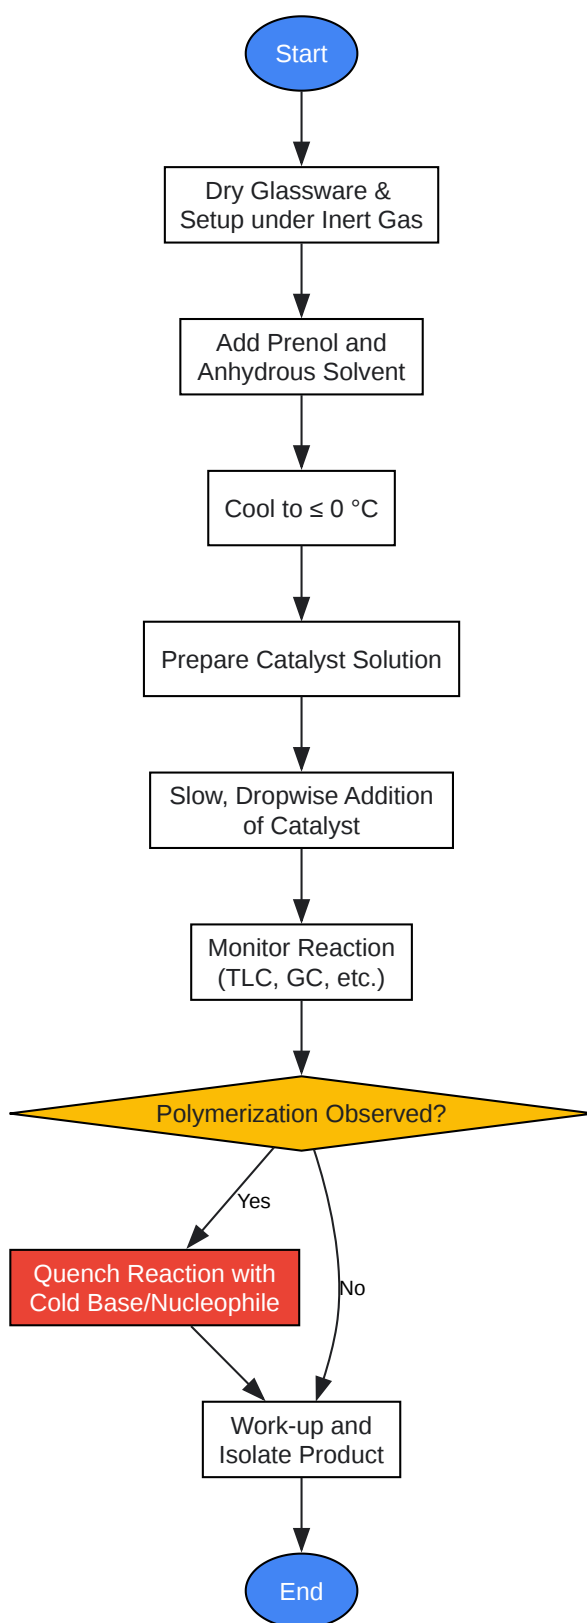 Start
Dry Glassware &
Setup under Inert Gas
Add Prenol and
Anhydrous Solvent
Cool to ≤ 0 °C
Prepare Catalyst Solution
Slow, Dropwise Addition
of Catalyst
Monitor Reaction
(TLC, GC, etc.)
Polymerization Observed?
Yes
Quench Reaction with
Cold Base/Nucleophile
No
Work-up and
Isolate Product
End